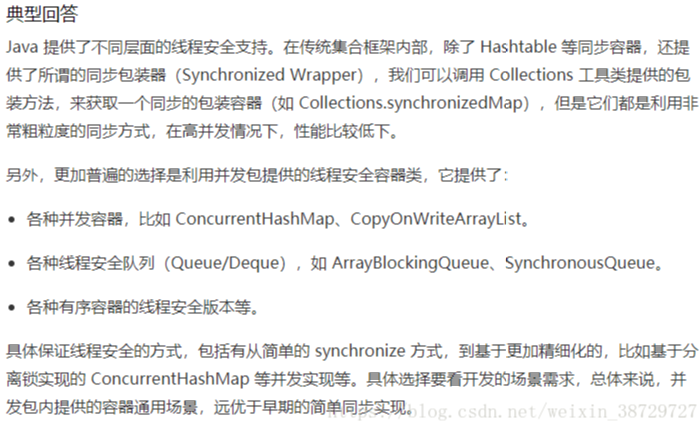 典型回答
Java 提供了不同层面的线程安全支持。在传统集合框架内部，除了 Hashtable 等同步容器，还提
供了所谓的同步包装器（Synchronized Wrapper），我们可以调用 Collections 工具类提供的包
装方法，来获取一个同步的包装容器（如 Collections.synchronizedMap），但是它们都是利用非
常粗粒度的同步方式，在高并发情况下，性能比较低下。
另外，更加普遍的选择是利用并发包提供的线程安全容器类，它提供了：
• 各种并发容器，比如 ConcurrentHashMap、CopyOnWriteArrayList。
• 各种线程安全队列（Queue/Deque），如 ArrayBlockingQueue、SynchronousQueue。
• 各种有序容器的线程安全版本等。
具体保证线程安全的方式，包括有从简单的 synchronize 方式，到基于更加精细化的，比如基于分
离锁实现的 ConcurrentHashMap 等并发实现等。具体选择要看开发的场景需求，总体来说，并
发包内提供的容器通用场景，远优于早期的简单同步实现。
https://blog.csdn.net/weixin_38729727